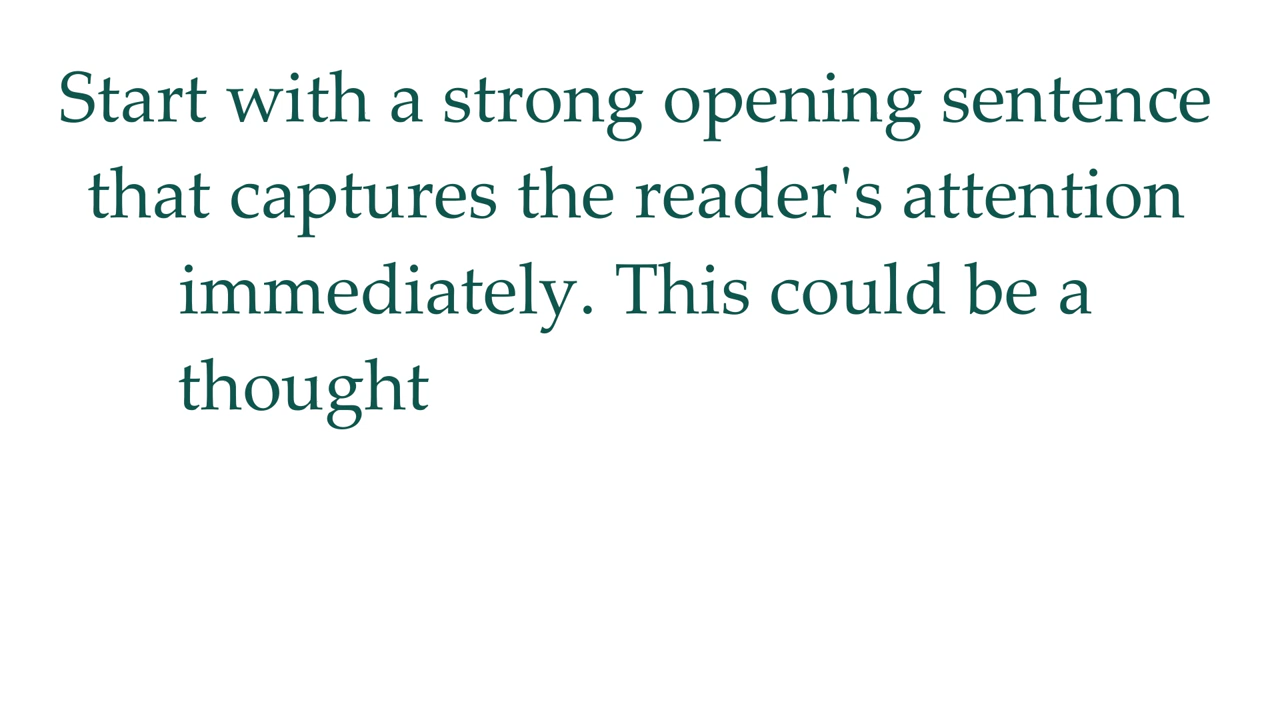 Start with a strong opening sentence
that captures the reader's attention
immediately. This could be a
thought